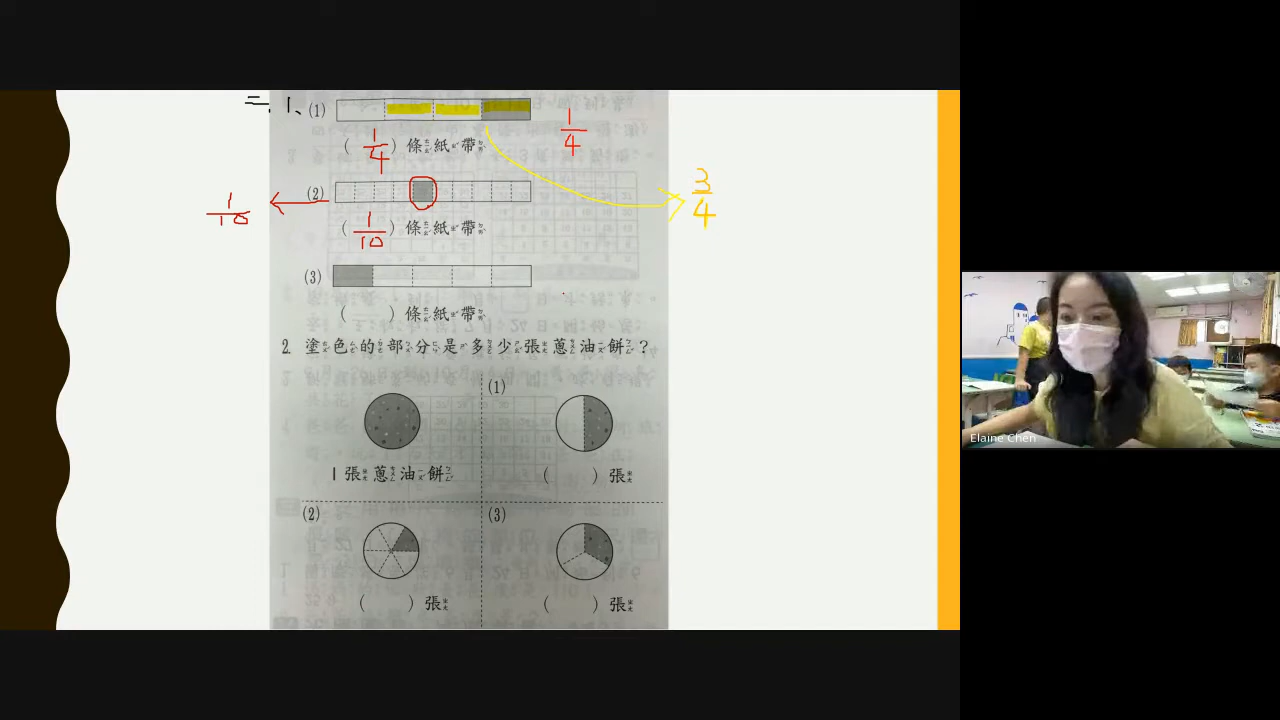 二. 1、(1)
1/4
( 1/4 ) 條紙帶
3/4
1/10
(2)
( 1/10 ) 條紙帶
(3)
( ) 條紙帶
2. 塗色的部分是多少張蔥油餅？
1張蔥油餅
(1)
( ) 張
(2)
( ) 張
(3)
( ) 張
Elaine Chen